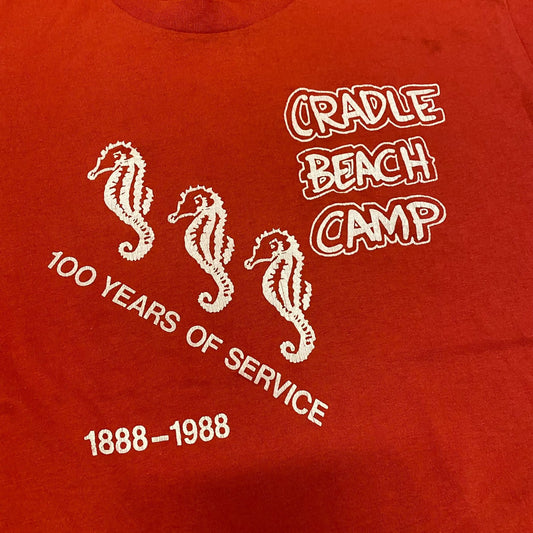 CRADLE
BEACH
CAMP
100 YEARS OF SERVICE
1888-1988